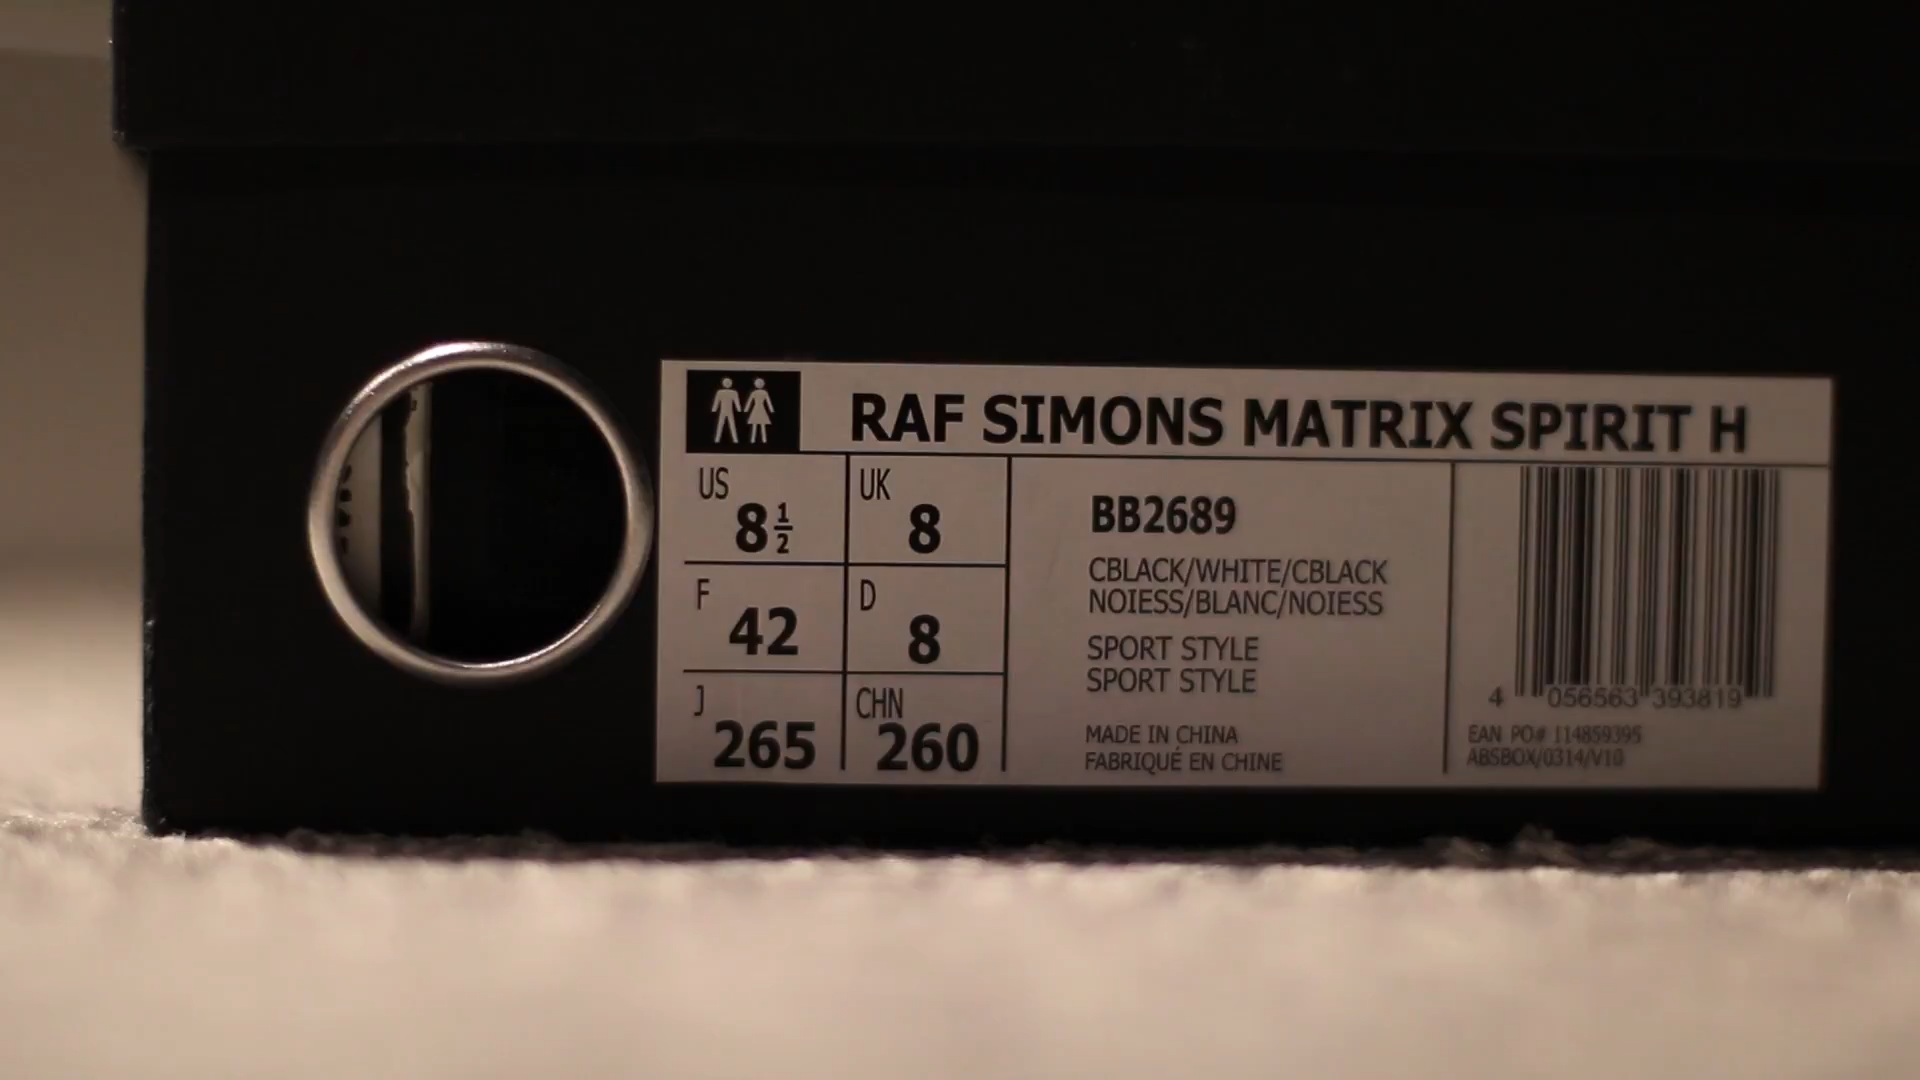 RAF SIMONS MATRIX SPIRIT H
US 8½
UK 8
F 42
D 8
J 265
CHN 260
BB2689
CBLACK/WHITE/CBLACK
NOIESS/BLANC/NOIESS
SPORT STYLE
SPORT STYLE
MADE IN CHINA
FABRIQUÉ EN CHINE
4 056563 393819
EAN PO# 114859395
ABSBOX/0314/V10